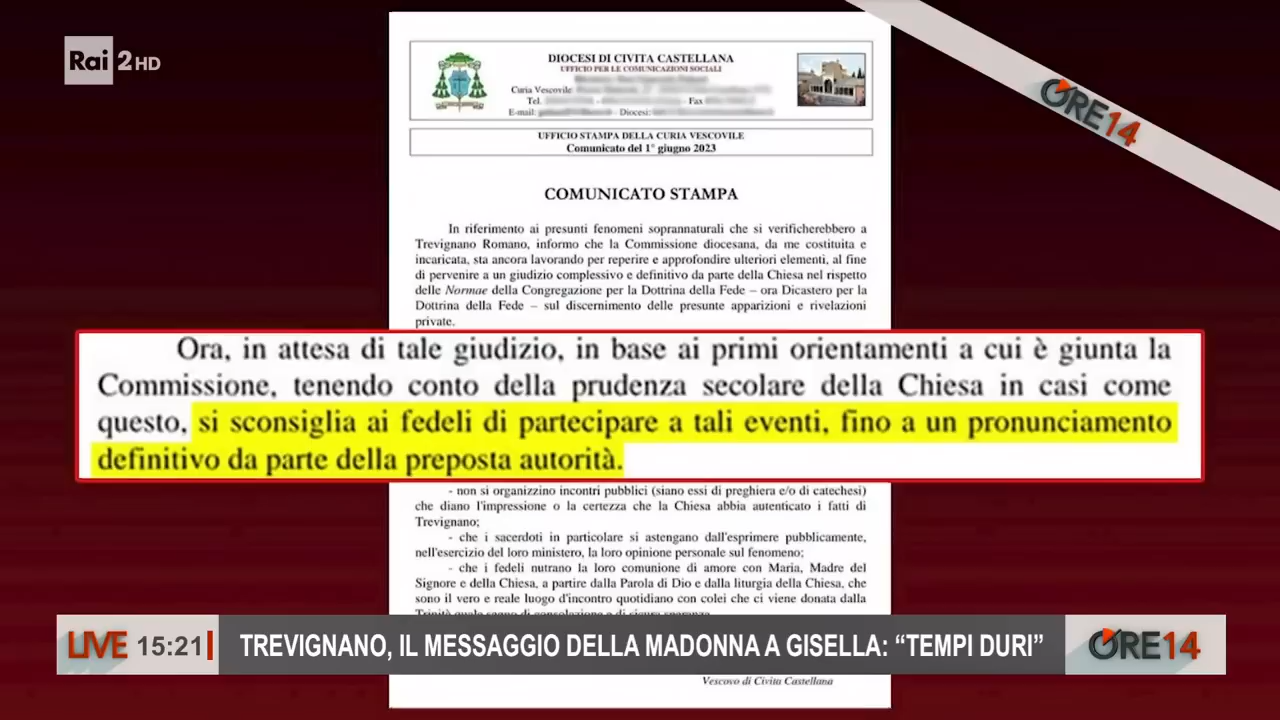 Rai 2HD
ORE14
DIOCESI DI CIVITA CASTELLANA
UFFICIO PER LE COMUNICAZIONI SOCIALI
Curia Vescovile:
Tel. - Fax
E-mail: Diocesi:
UFFICIO STAMPA DELLA CURIA VESCOVILE
Comunicato del 1° giugno 2023
COMUNICATO STAMPA
In riferimento ai presunti fenomeni soprannaturali che si verificherebbero a
Trevignano Romano, informo che la Commissione diocesana, da me costituita e
incaricata, sta ancora lavorando per reperire e approfondire ulteriori elementi, al fine
di pervenire a un giudizio complessivo e definitivo da parte della Chiesa nel rispetto
delle Normae della Congregazione per la Dottrina della Fede – ora Dicastero per la
Dottrina della Fede – sul discernimento delle presunte apparizioni e rivelazioni
private.
Ora, in attesa di tale giudizio, in base ai primi orientamenti a cui è giunta la
Commissione, tenendo conto della prudenza secolare della Chiesa in casi come
questo, si sconsiglia ai fedeli di partecipare a tali eventi, fino a un pronunciamento
definitivo da parte della preposta autorità.
- non si organizzino incontri pubblici (siano essi di preghiera e/o di catechesi)
che diano l'impressione o la certezza che la Chiesa abbia autenticato i fatti di
Trevignano;
- che i sacerdoti in particolare si astengano dall'esprimere pubblicamente,
nell'esercizio del loro ministero, la loro opinione personale sul fenomeno;
- che i fedeli nutrano la loro comunione di amore con Maria, Madre del
Signore e della Chiesa, a partire dalla Parola di Dio e dalla liturgia della Chiesa, che
sono il vero e reale luogo d'incontro quotidiano con colei che ci viene donata dalla
Trinità quale segno di consolazione e di sicura speranza.
LIVE 15:21
TREVIGNANO, IL MESSAGGIO DELLA MADONNA A GISELLA: “TEMPI DURI”
ORE14
Vescovo di Civita Castellana